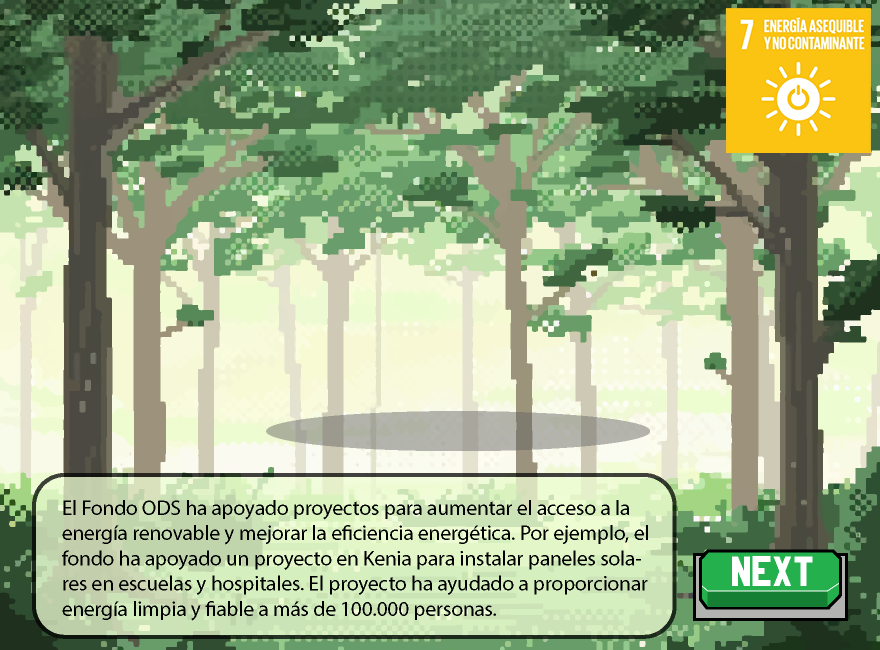 7 ENERGÍA ASEQUIBLE
Y NO CONTAMINANTE
El Fondo ODS ha apoyado proyectos para aumentar el acceso a la
energía renovable y mejorar la eficiencia energética. Por ejemplo, el
fondo ha apoyado un proyecto en Kenia para instalar paneles sola-
res en escuelas y hospitales. El proyecto ha ayudado a proporcionar
energía limpia y fiable a más de 100.000 personas.
NEXT